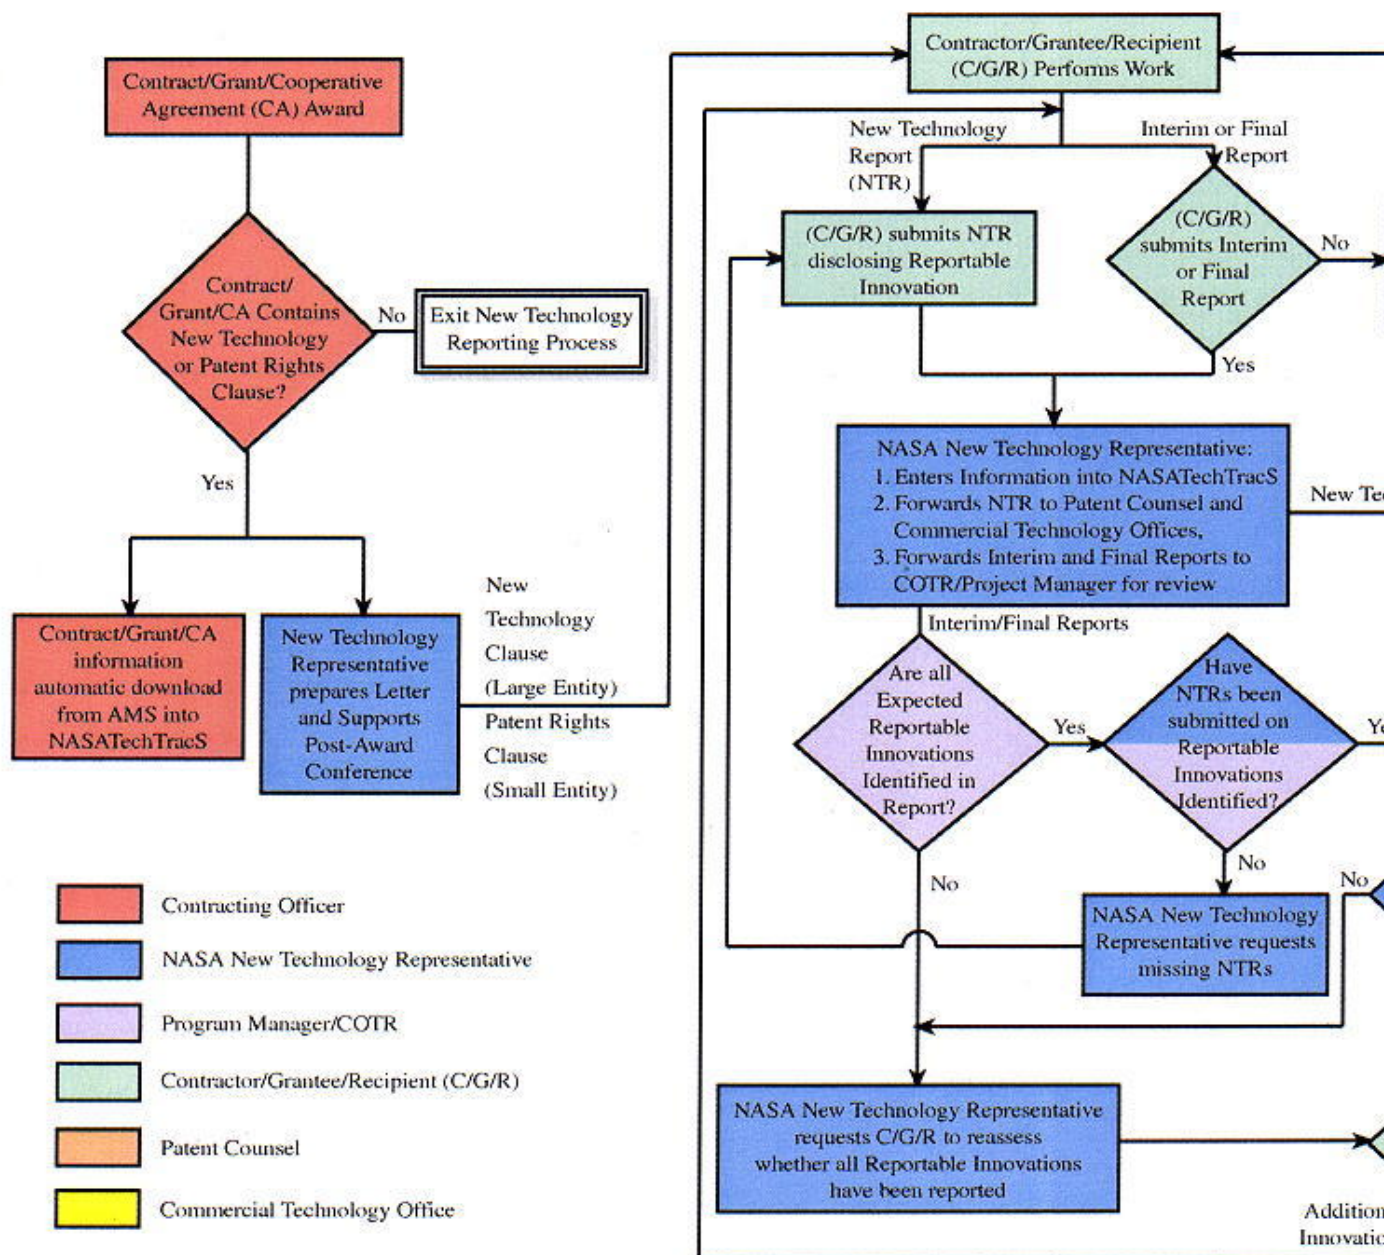 Contract/Grant/Cooperative
Agreement (CA) Award
Contract/
Grant/CA Contains
New Technology
or Patent Rights
Clause?
No
Exit New Technology
Reporting Process
Yes
Contract/Grant/CA
information
automatic download
from AMS into
NASATechTracS
New Technology
Representative
prepares Letter
and Supports
Post-Award
Conference
New
Technology
Clause
(Large Entity)
Patent Rights
Clause
(Small Entity)
Contractor/Grantee/Recipient
(C/G/R) Performs Work
New Technology
Report
(NTR)
Interim or Final
Report
(C/G/R) submits NTR
disclosing Reportable
Innovation
(C/G/R)
submits Interim
or Final
Report
No
Yes
NASA New Technology Representative:
1. Enters Information into NASATechTracS
2. Forwards NTR to Patent Counsel and
Commercial Technology Offices,
3. Forwards Interim and Final Reports to
COTR/Project Manager for review
New Tec
Interim/Final Reports
Are all
Expected
Reportable
Innovations
Identified in
Report?
Yes
Have
NTRs been
submitted on
Reportable
Innovations
Identified?
Ye
No
No
No
NASA New Technology
Representative requests
missing NTRs
NASA New Technology Representative
requests C/G/R to reassess
whether all Reportable Innovations
have been reported
Addition
Innovatio
Contracting Officer
NASA New Technology Representative
Program Manager/COTR
Contractor/Grantee/Recipient (C/G/R)
Patent Counsel
Commercial Technology Office